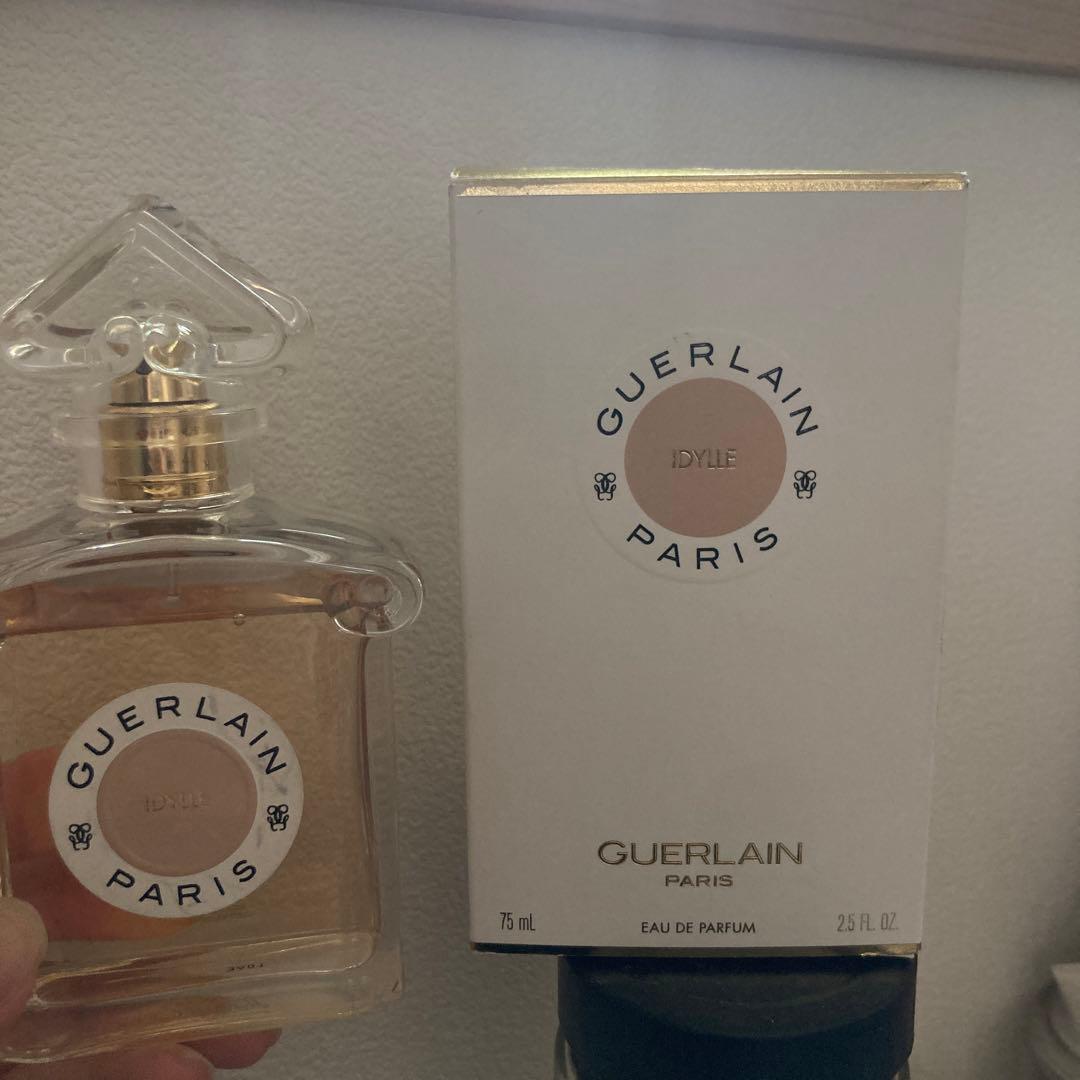 GUERLAIN
IDYLLE
PARIS
GUERLAIN
IDYLLE
PARIS
GUERLAIN
PARIS
75 mL
EAU DE PARFUM
2.5 FL. OZ.